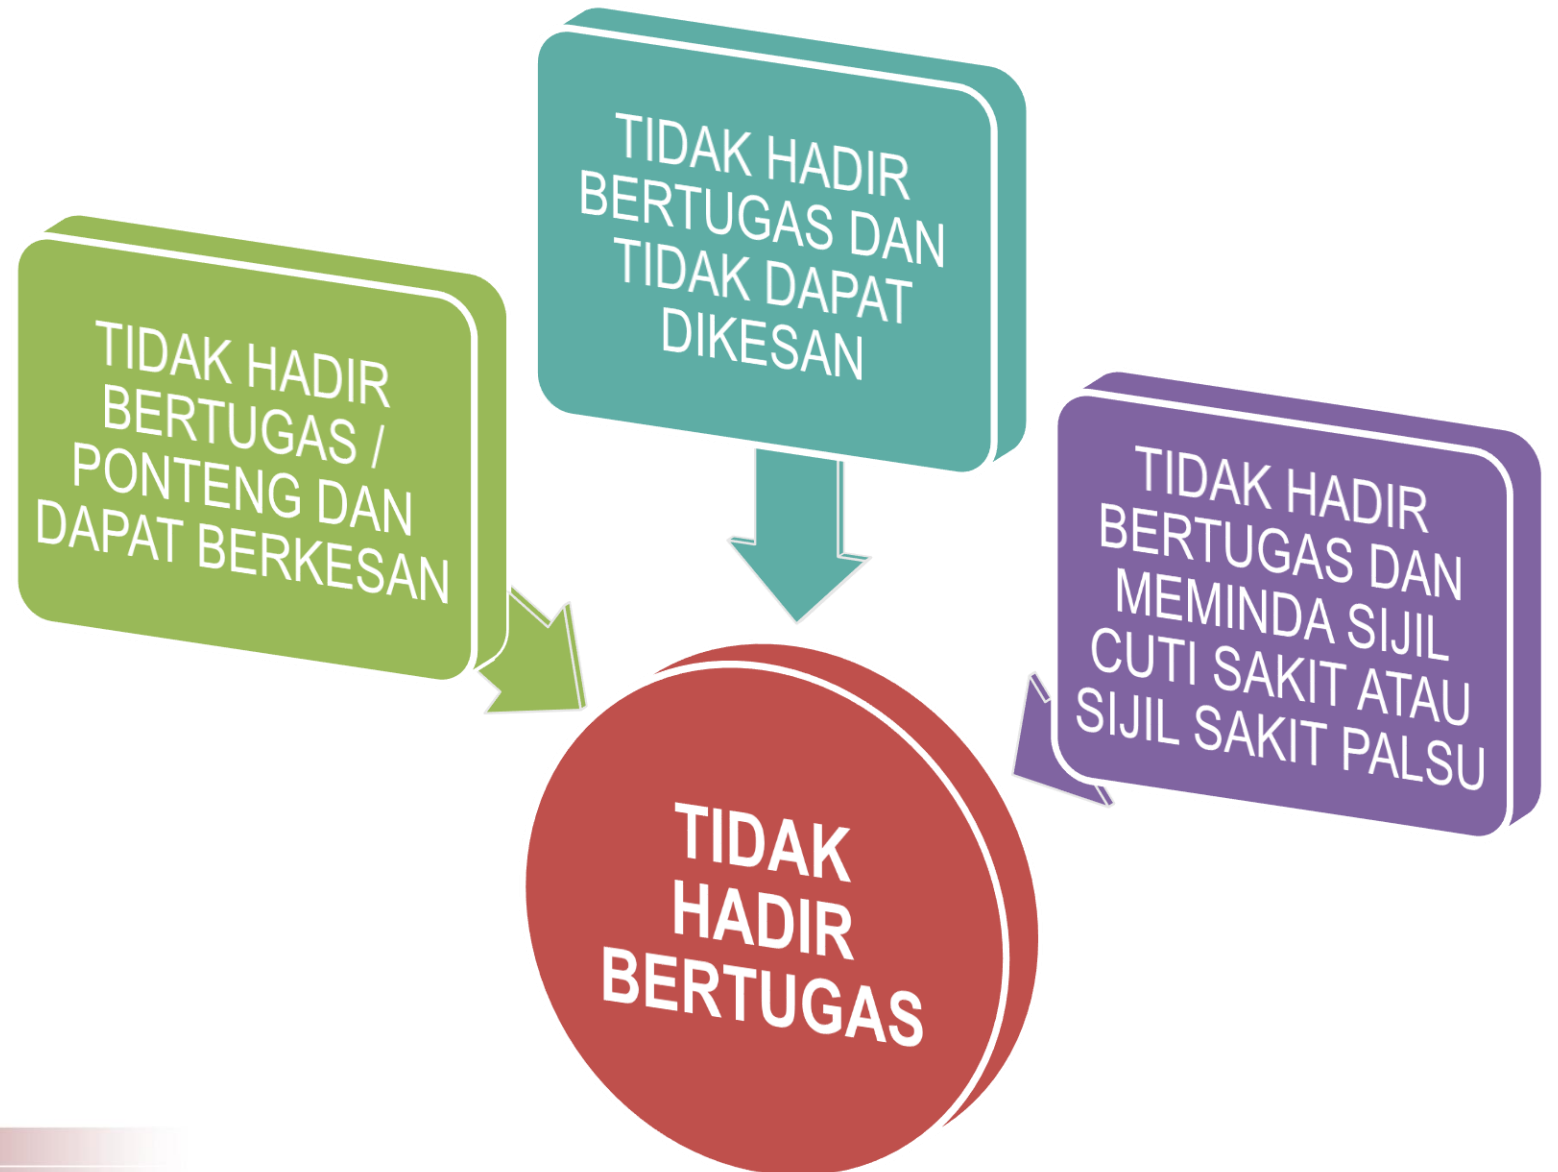 TIDAK HADIR
BERTUGAS /
PONTENG DAN
DAPAT BERKESAN
TIDAK HADIR
BERTUGAS DAN
TIDAK DAPAT
DIKESAN
TIDAK HADIR
BERTUGAS DAN
MEMINDA SIJIL
CUTI SAKIT ATAU
SIJIL SAKIT PALSU
TIDAK
HADIR
BERTUGAS